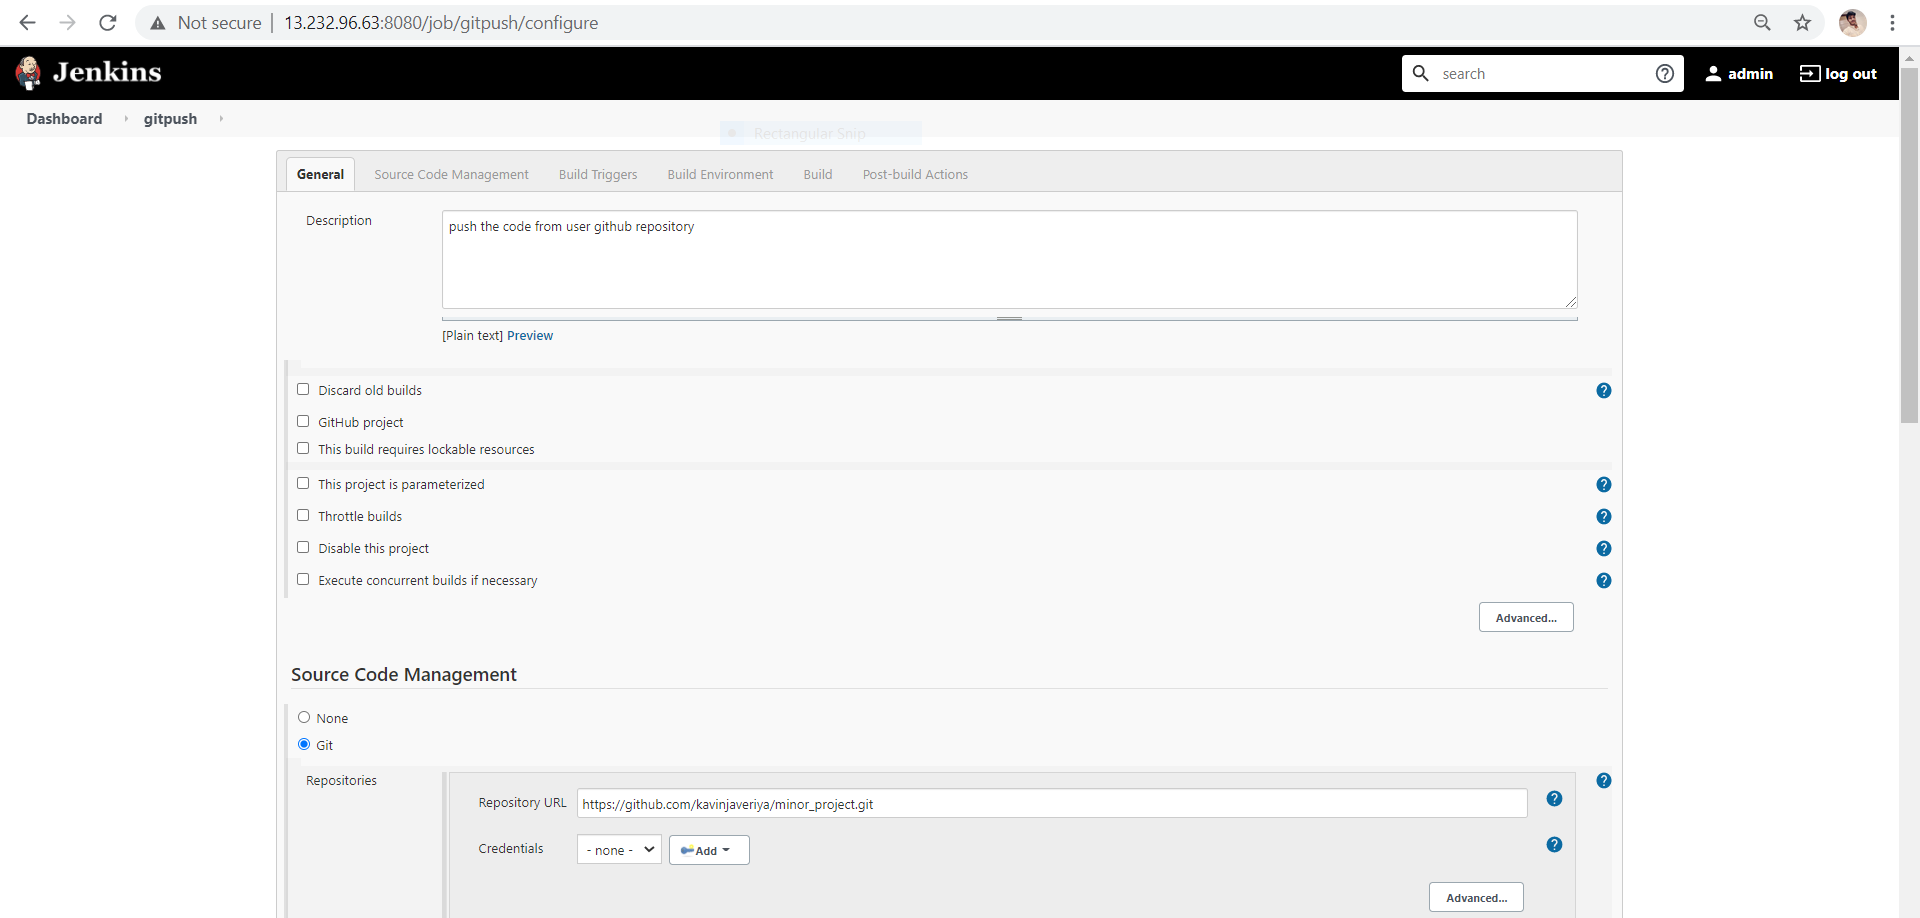 Not secure | 13.232.96.63:8080/job/gitpush/configure
Jenkins
search
admin
log out
Dashboard
gitpush
Rectangular Snip
General
Source Code Management
Build Triggers
Build Environment
Build
Post-build Actions
Description
push the code from user github repository
[Plain text] Preview
Discard old builds
GitHub project
This build requires lockable resources
This project is parameterized
Throttle builds
Disable this project
Execute concurrent builds if necessary
Advanced...
Source Code Management
None
Git
Repositories
Repository URL
https://github.com/kavinjaveriya/minor_project.git
Credentials
- none -
Add
Advanced...